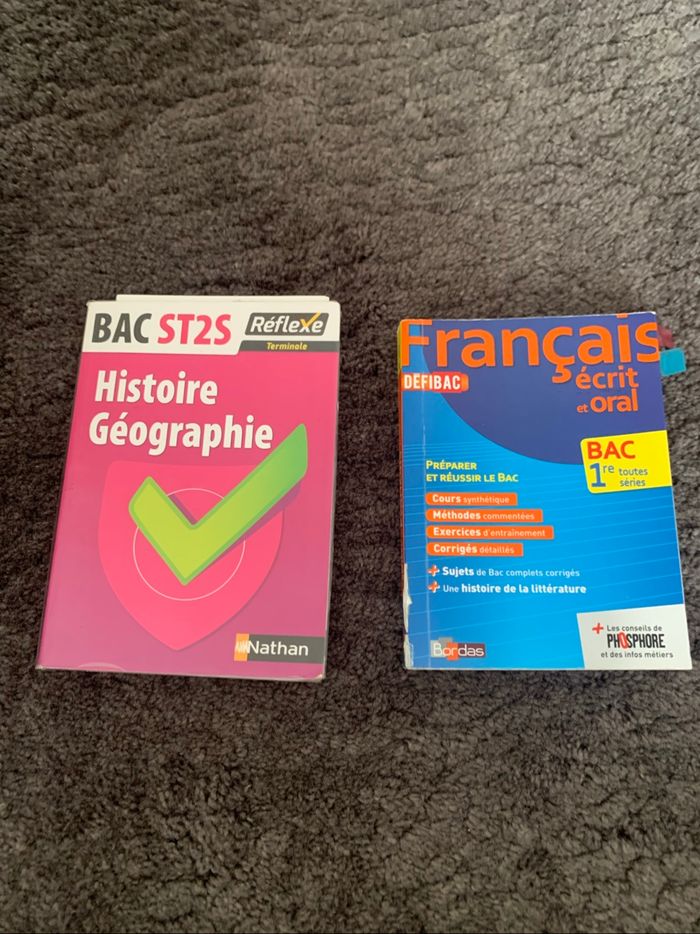 BAC ST2S
Réflexe
Terminale
Histoire
Géographie
Nathan
Français
DÉFIBAC
écrit
et oral
BAC
1re toutes
séries
PRÉPARER
ET RÉUSSIR LE BAC
Cours synthétique
Méthodes commentées
Exercices d'entraînement
Corrigés détaillés
+ Sujets de Bac complets corrigés
+ Une histoire de la littérature
+ Les conseils de
PHOSPHORE
et des infos métiers
Bordas